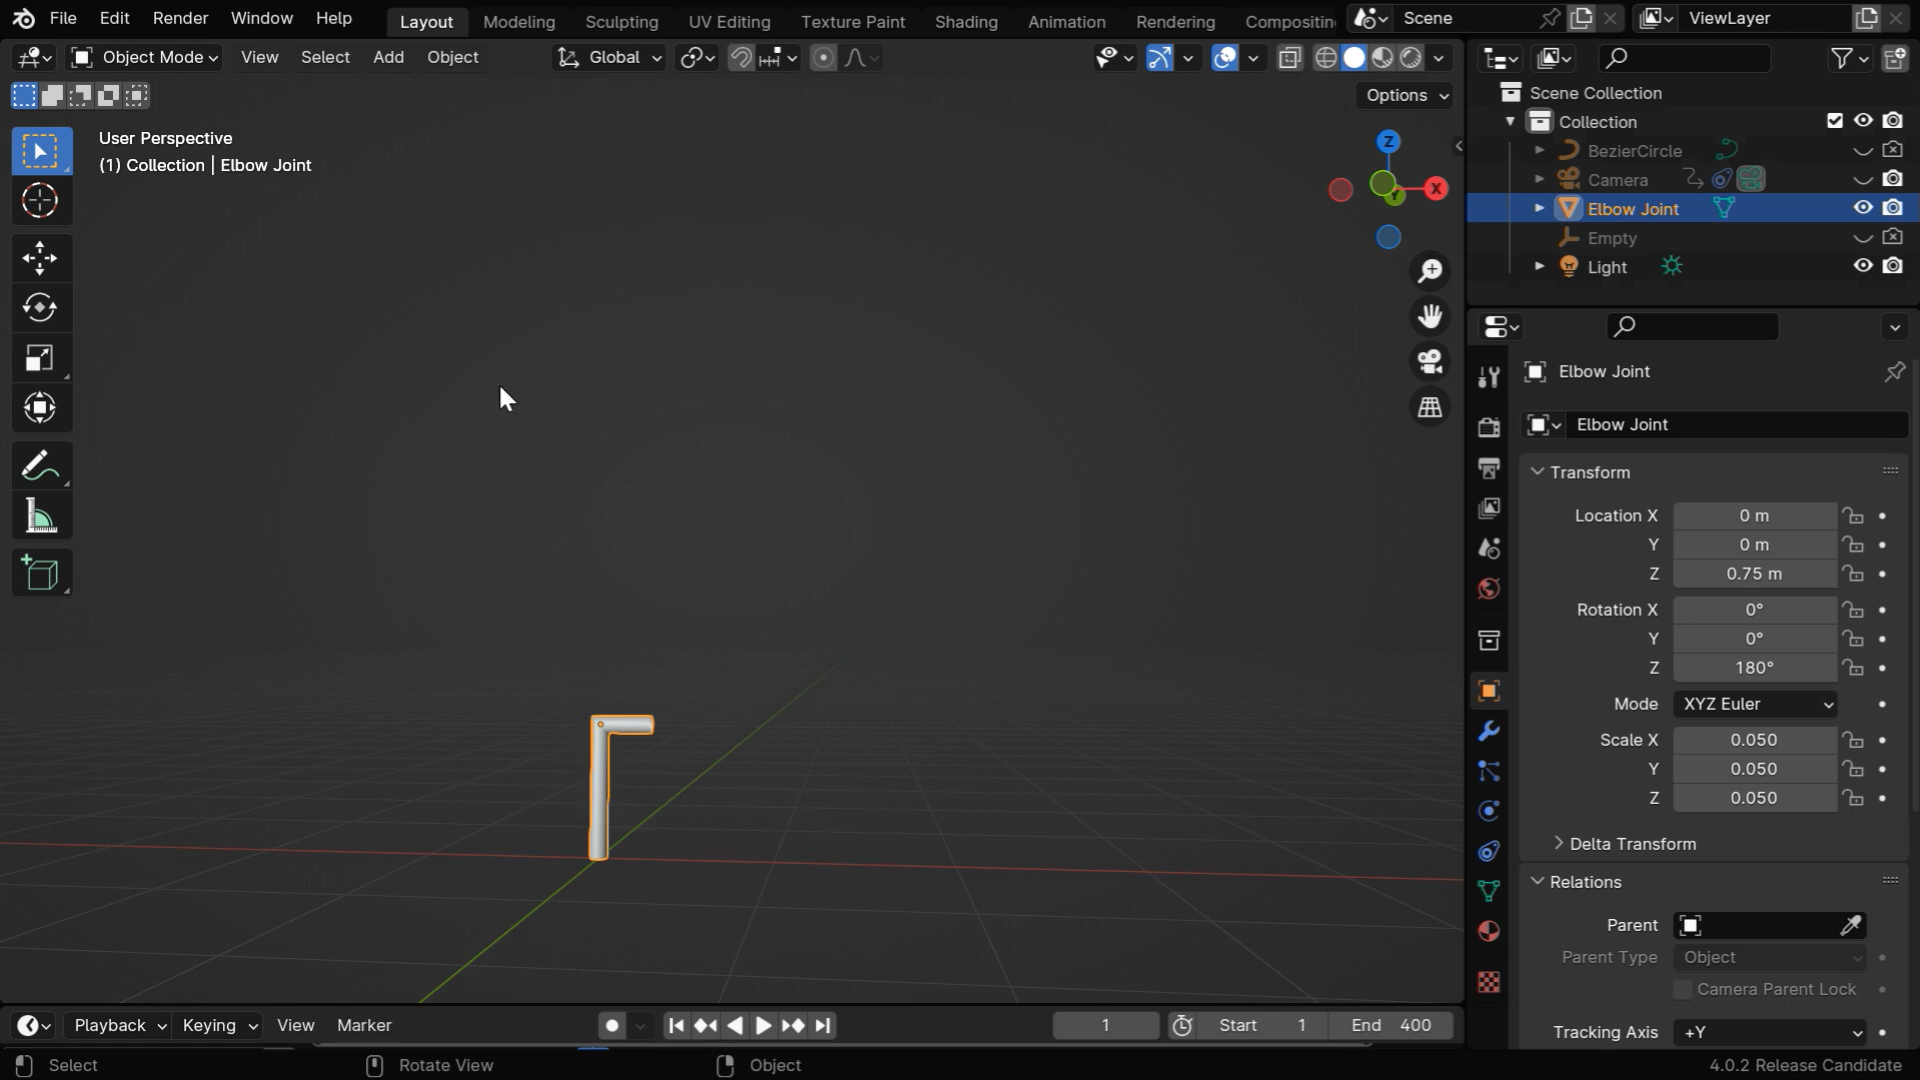 File Edit Render Window Help Layout Modeling Sculpting UV Editing Texture Paint Shading Animation Rendering Compositin Scene ViewLayer
Object Mode View Select Add Object Global
Options
User Perspective
(1) Collection | Elbow Joint
Z
X
Y
Scene Collection
Collection
BezierCircle
Camera
Elbow Joint
Empty
Light
Elbow Joint
Elbow Joint
Transform
Location X 0 m
Y 0 m
Z 0.75 m
Rotation X 0°
Y 0°
Z 180°
Mode XYZ Euler
Scale X 0.050
Y 0.050
Z 0.050
Delta Transform
Relations
Parent
Parent Type Object
Camera Parent Lock
Tracking Axis +Y
Playback Keying View Marker 1 Start 1 End 400
Select Rotate View Object 4.0.2 Release Candidate